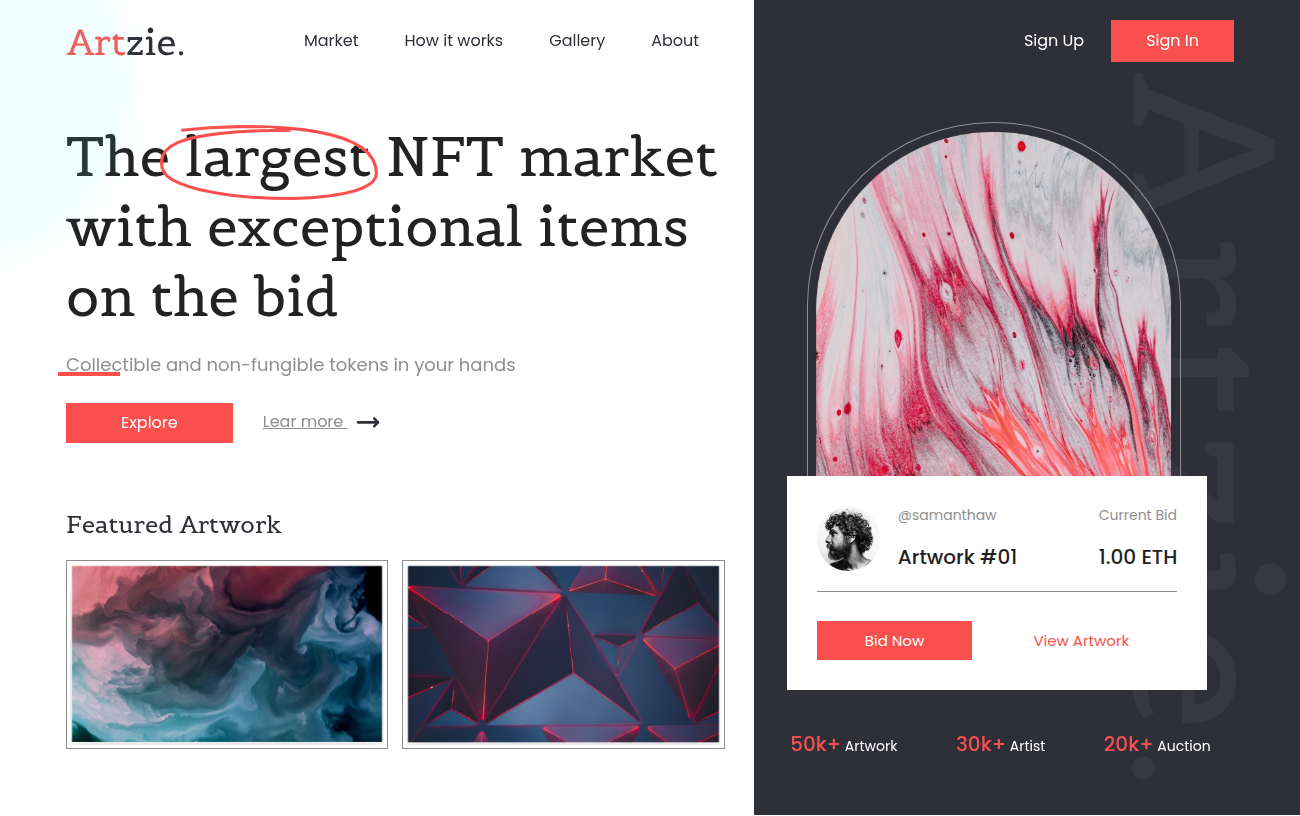 Artzie.
Market How it works Gallery About
Sign Up Sign In
The largest NFT market
with exceptional items
on the bid
Collectible and non-fungible tokens in your hands
Explore Lear more
Featured Artwork
Artzie.
@samanthaw Current Bid
Artwork #01 1.00 ETH
Bid Now View Artwork
50k+ Artwork 30k+ Artist 20k+ Auction